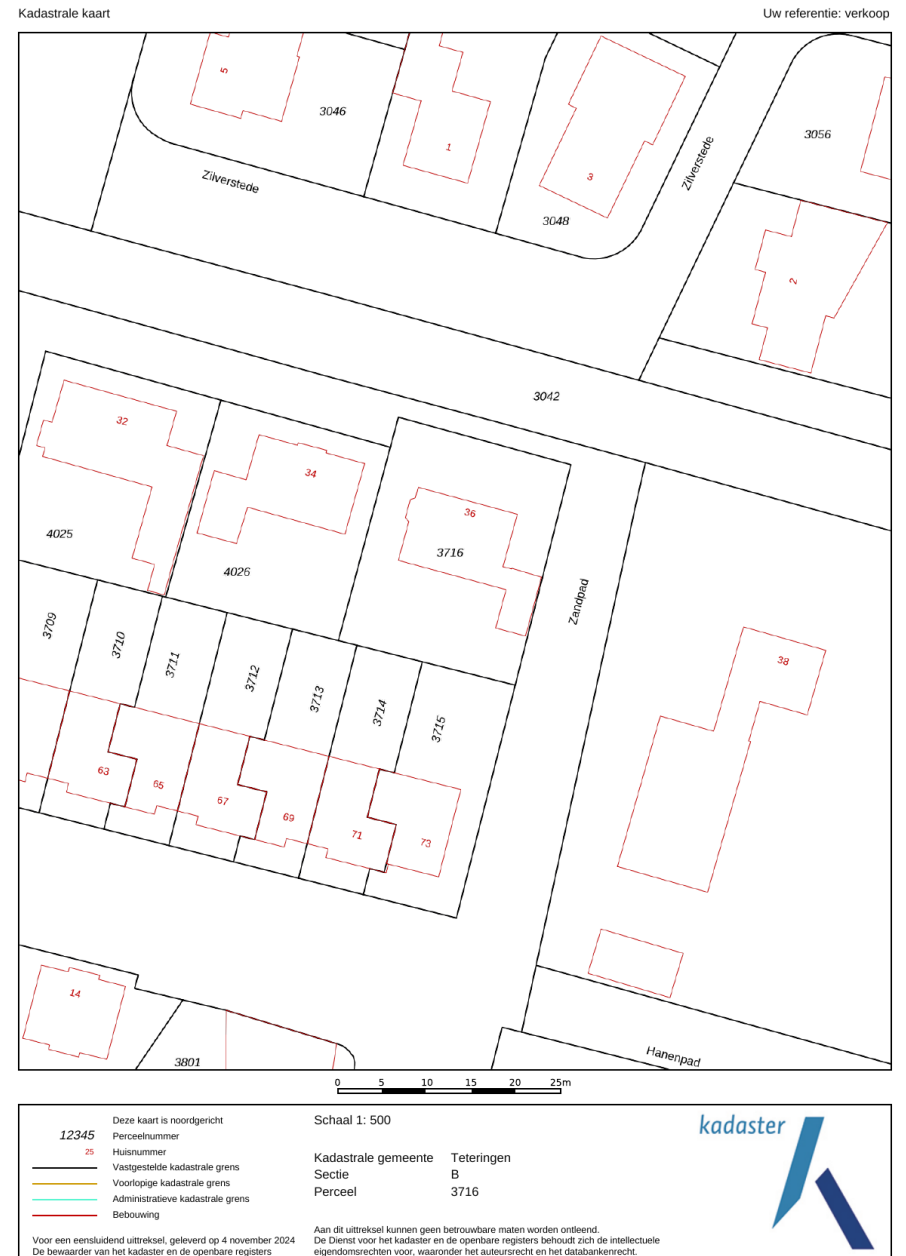 Kadastrale kaart
Uw referentie: verkoop
5
3046
1
3
3048
Zilverstede
Zilverstede
3056
2
3042
32
34
36
4025
4026
3716
Zandpad
38
3709
3710
3711
3712
3713
3714
3715
63
65
67
69
71
73
14
3801
Hanenpad
0 5 10 15 20 25m
Deze kaart is noordgericht
12345 Perceelnummer
25 Huisnummer
Vastgestelde kadastrale grens
Voorlopige kadastrale grens
Administratieve kadastrale grens
Bebouwing
Voor een eensluidend uittreksel, geleverd op 4 november 2024
De bewaarder van het kadaster en de openbare registers
Schaal 1: 500
Kadastrale gemeente Teteringen
Sectie B
Perceel 3716
Aan dit uittreksel kunnen geen betrouwbare maten worden ontleend.
De Dienst voor het kadaster en de openbare registers behoudt zich de intellectuele
eigendomsrechten voor, waaronder het auteursrecht en het databankenrecht.
kadaster